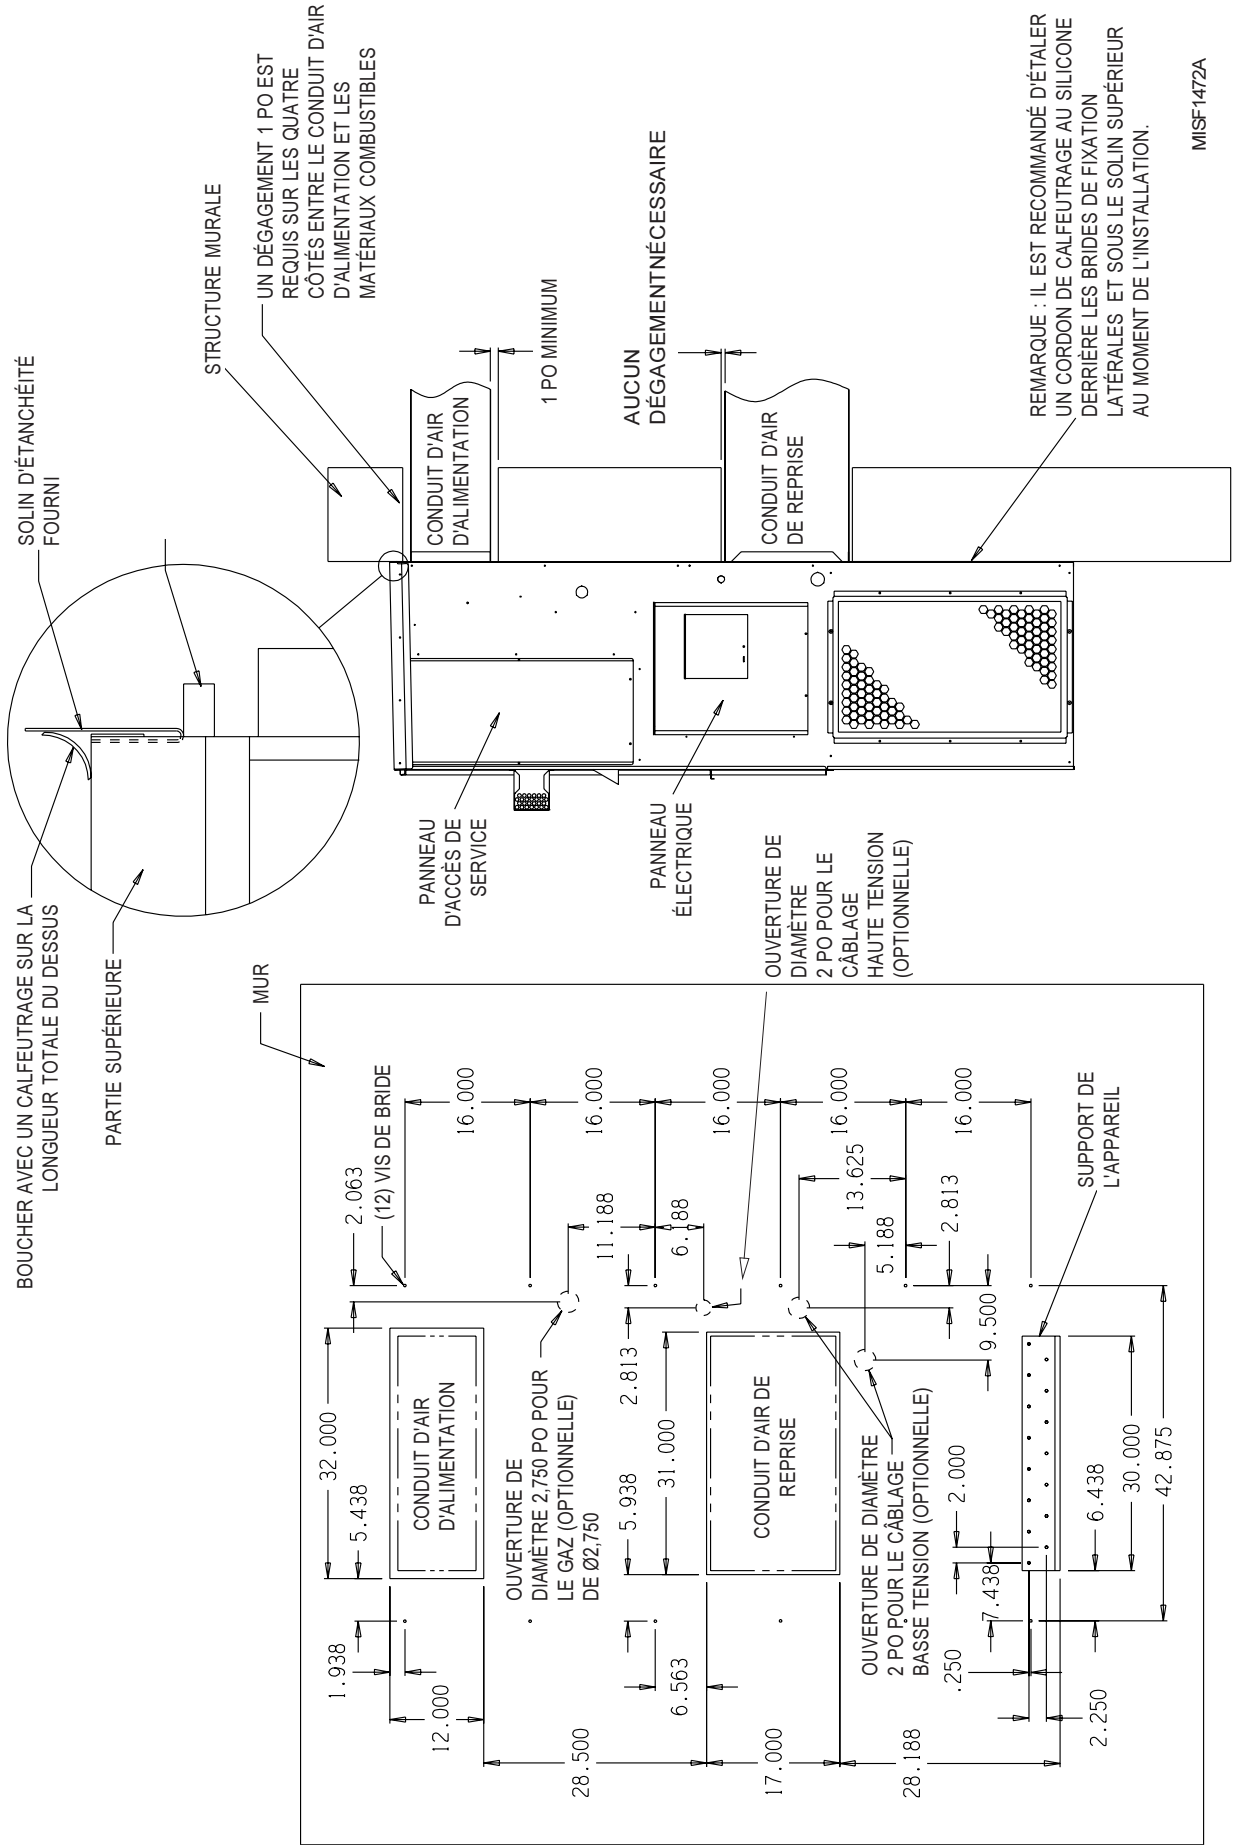 BOUCHER AVEC UN CALFEUTRAGE SUR LA
LONGUEUR TOTALE DU DESSUS
SOLIN D'ÉTANCHÉITÉ
FOURNI
PARTIE SUPÉRIEURE
STRUCTURE MURALE
UN DÉGAGEMENT 1 PO EST
REQUIS SUR LES QUATRE
CÔTÉS ENTRE LE CONDUIT D'AIR
D'ALIMENTATION ET LES
MATÉRIAUX COMBUSTIBLES
CONDUIT D'AIR
D'ALIMENTATION
1 PO MINIMUM
AUCUN
DÉGAGEMENTNÉCESSAIRE
CONDUIT D'AIR
DE REPRISE
PANNEAU
D'ACCÈS DE
SERVICE
PANNEAU
ÉLECTRIQUE
REMARQUE : IL EST RECOMMANDÉ D'ÉTALER
UN CORDON DE CALFEUTRAGE AU SILICONE
DERRIÈRE LES BRIDES DE FIXATION
LATÉRALES ET SOUS LE SOLIN SUPÉRIEUR
AU MOMENT DE L'INSTALLATION.
MISF1472A
MUR
OUVERTURE DE
DIAMÈTRE
2 PO POUR LE
CÂBLAGE
HAUTE TENSION
(OPTIONNELLE)
32.000
5.438
2.063
(12) VIS DE BRIDE
1.938
12.000
CONDUIT D'AIR
D'ALIMENTATION
16.000
16.000
16.000
16.000
16.000
OUVERTURE DE
DIAMÈTRE 2,750 PO POUR
LE GAZ (OPTIONNELLE)
DE Ø2,750
11.188
6.188
28.500
5.938
2.813
31.000
6.563
CONDUIT D'AIR DE
REPRISE
17.000
13.625
5.188
2.813
OUVERTURE DE DIAMÈTRE
2 PO POUR LE CÂBLAGE
BASSE TENSION (OPTIONNELLE)
9.500
28.188
.250
7.438
2.000
2.250
6.438
30.000
42.875
SUPPORT DE
L'APPAREIL